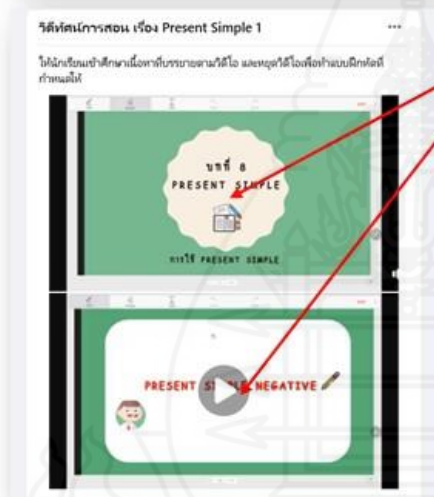 วิดีทัศน์การสอน เรื่อง Present Simple 1
ให้นักเรียนเข้าศึกษาเนื้อหาที่บรรยายตามวิดีโอ และหยุดวิดีโอเพื่อทำแบบฝึกหัดที่
กำหนดให้
บทที่ 8
PRESENT SIMPLE
การใช้ PRESENT SIMPLE
PRESENT SIMPLE NEGATIVE